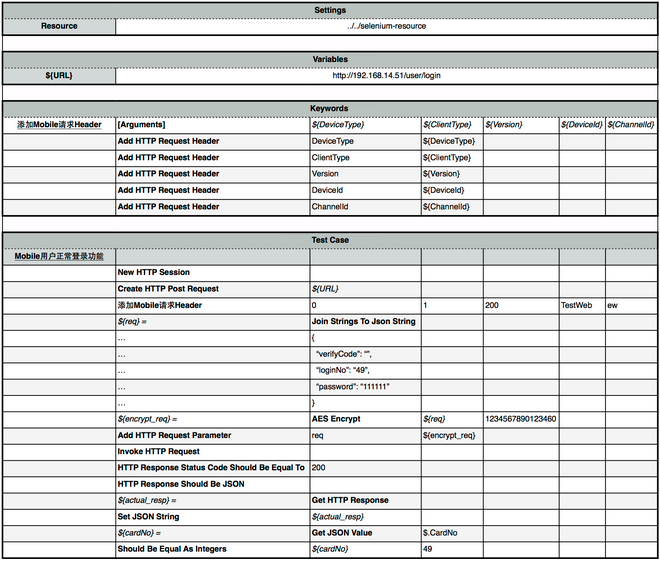 Settings
Resource ../../selenium-resource
Variables
${URL} http://192.168.14.51/user/login
Keywords
添加Mobile请求Header [Arguments] ${DeviceType} ${ClientType} ${Version} ${DeviceId} ${ChannelId}
Add HTTP Request Header DeviceType ${DeviceType}
Add HTTP Request Header ClientType ${ClientType}
Add HTTP Request Header Version ${Version}
Add HTTP Request Header DeviceId ${DeviceId}
Add HTTP Request Header ChannelId ${ChannelId}
Test Case
Mobile用户正常登录功能
New HTTP Session
Create HTTP Post Request ${URL}
添加Mobile请求Header 0 1 200 TestWeb ew
${req} = Join Strings To Json String
... {
... "verifyCode": "",
... "loginNo": "49",
... "password": "111111"
... }
${encrypt_req} = AES Encrypt ${req} 1234567890123460
Add HTTP Request Parameter req ${encrypt_req}
Invoke HTTP Request
HTTP Response Status Code Should Be Equal To 200
HTTP Response Should Be JSON
${actual_resp} = Get HTTP Response
Set JSON String ${actual_resp}
${cardNo} = Get JSON Value $.CardNo
Should Be Equal As Integers ${cardNo} 49